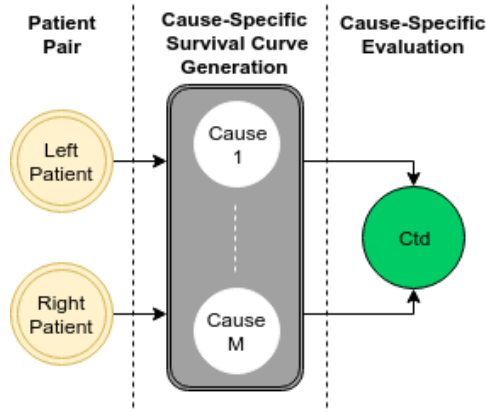 Patient
Pair
Cause-Specific
Survival Curve
Generation
Cause-Specific
Evaluation
Left
Patient
Cause
1
Ctd
Right
Patient
Cause
M